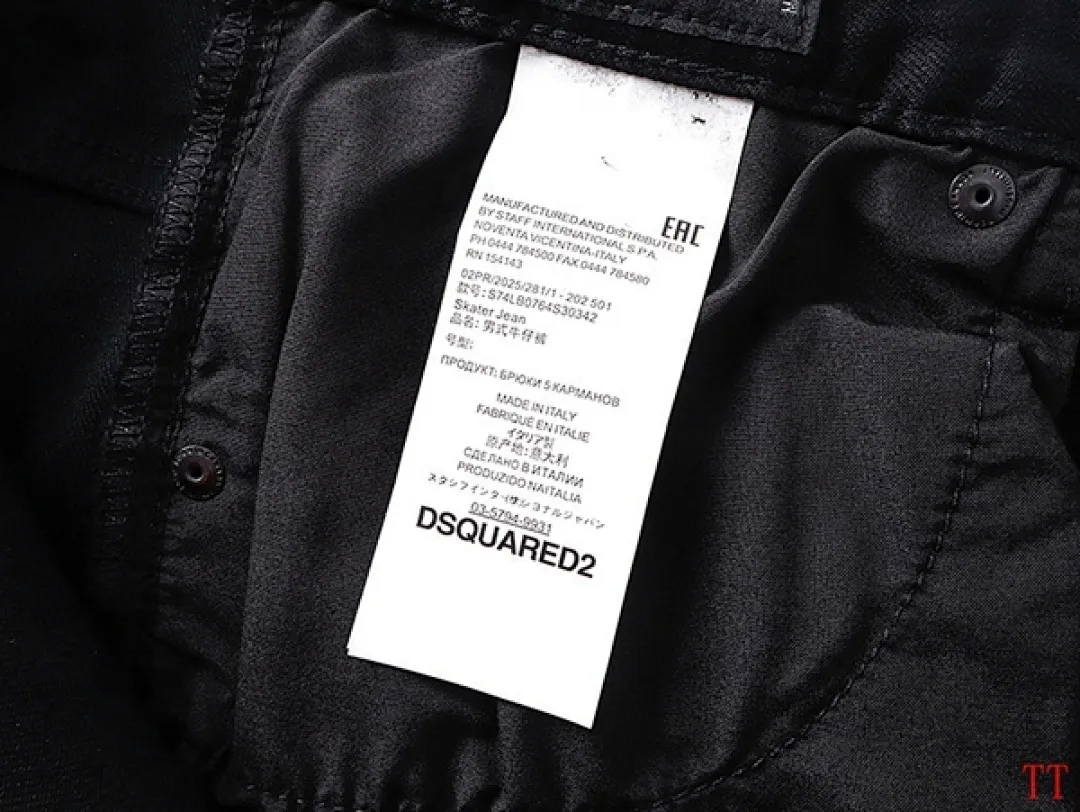 EAC
MANUFACTURED AND DISTRIBUTED
BY STAFF INTERNATIONAL S.P.A.
NOVENTA VICENTINA-ITALY
PH 0444 784500 FAX 0444 784580
RN 154143
02PR/2025/281/1 - 202 501
款号: S74LB0764S30342
Skater Jean
品名: 男式牛仔裤
号型:
ПРОДУКТ: БРЮКИ 5 КАРМАНОВ
MADE IN ITALY
FABRIQUÉ EN ITALIE
イタリア製
原产地: 意大利
СДЕЛАНО В ИТАЛИИ
PRODUZIDO NAITALIA
03-5794-9931
DSQUARED2
TT